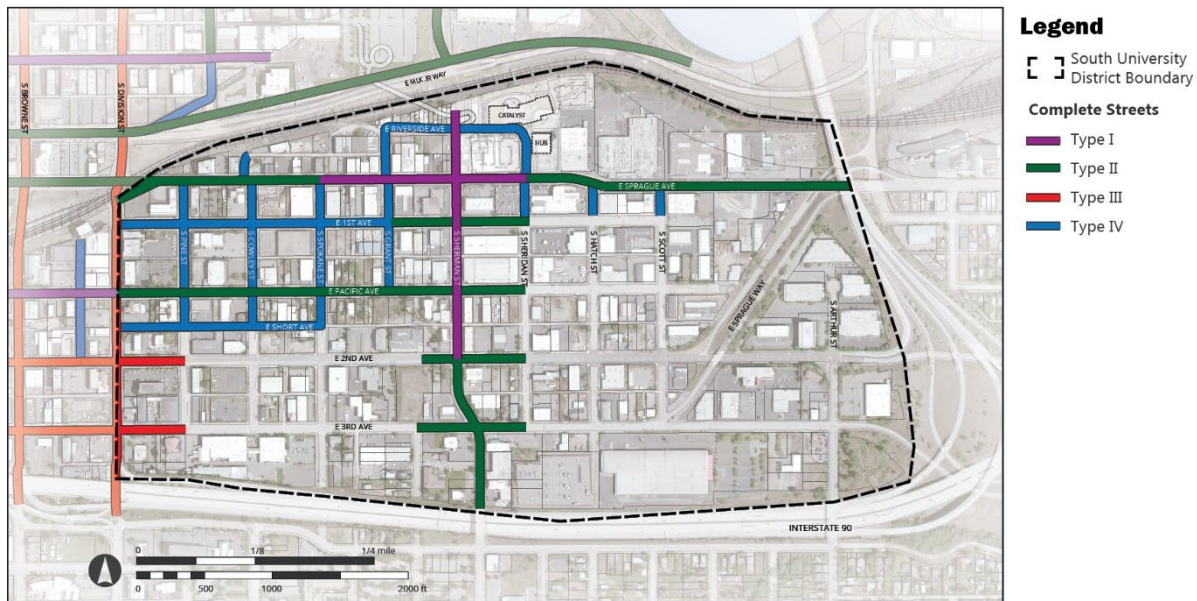 Legend
South University
District Boundary
Complete Streets
Type I
Type II
Type III
Type IV
S BROWNE ST
S DIVISION ST
E MLK JR WAY
CATALYST
HUB
E RIVERSIDE AVE
E SPRAGUE AVE
E 1ST AVE
S PINE ST
S COWLEY ST
S SPOKANE ST
S GRANT ST
S SHERMAN ST
S SHERIDAN ST
S HATCH ST
S SCOTT ST
E PACIFIC AVE
E SPRAGUE WAY
S ARTHUR ST
E SHORT AVE
E 2ND AVE
E 3RD AVE
INTERSTATE 90
0 1/8 1/4 mile
0 500 1000 2000 ft